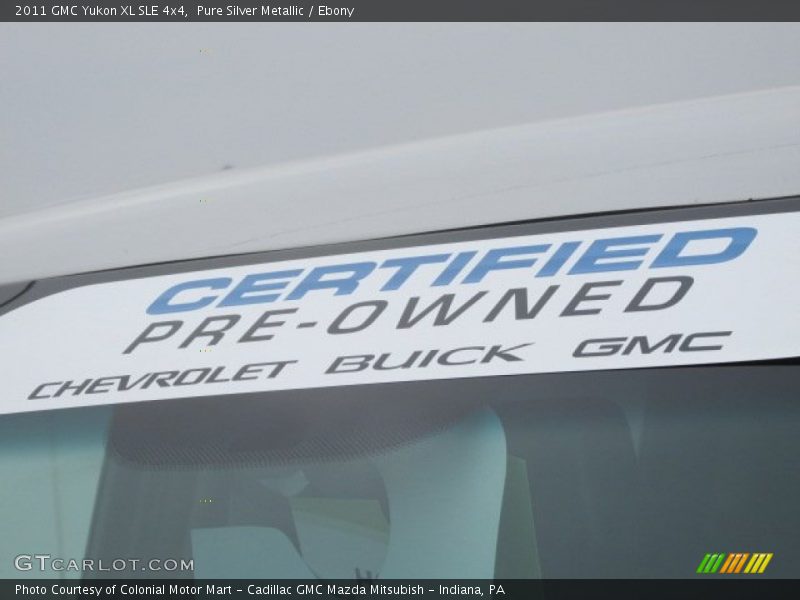 2011 GMC Yukon XL SLE 4x4, Pure Silver Metallic / Ebony
CERTIFIED
PRE-OWNED
CHEVROLET BUICK GMC
GTCARLOT.COM
Photo Courtesy of Colonial Motor Mart - Cadillac GMC Mazda Mitsubish - Indiana, PA